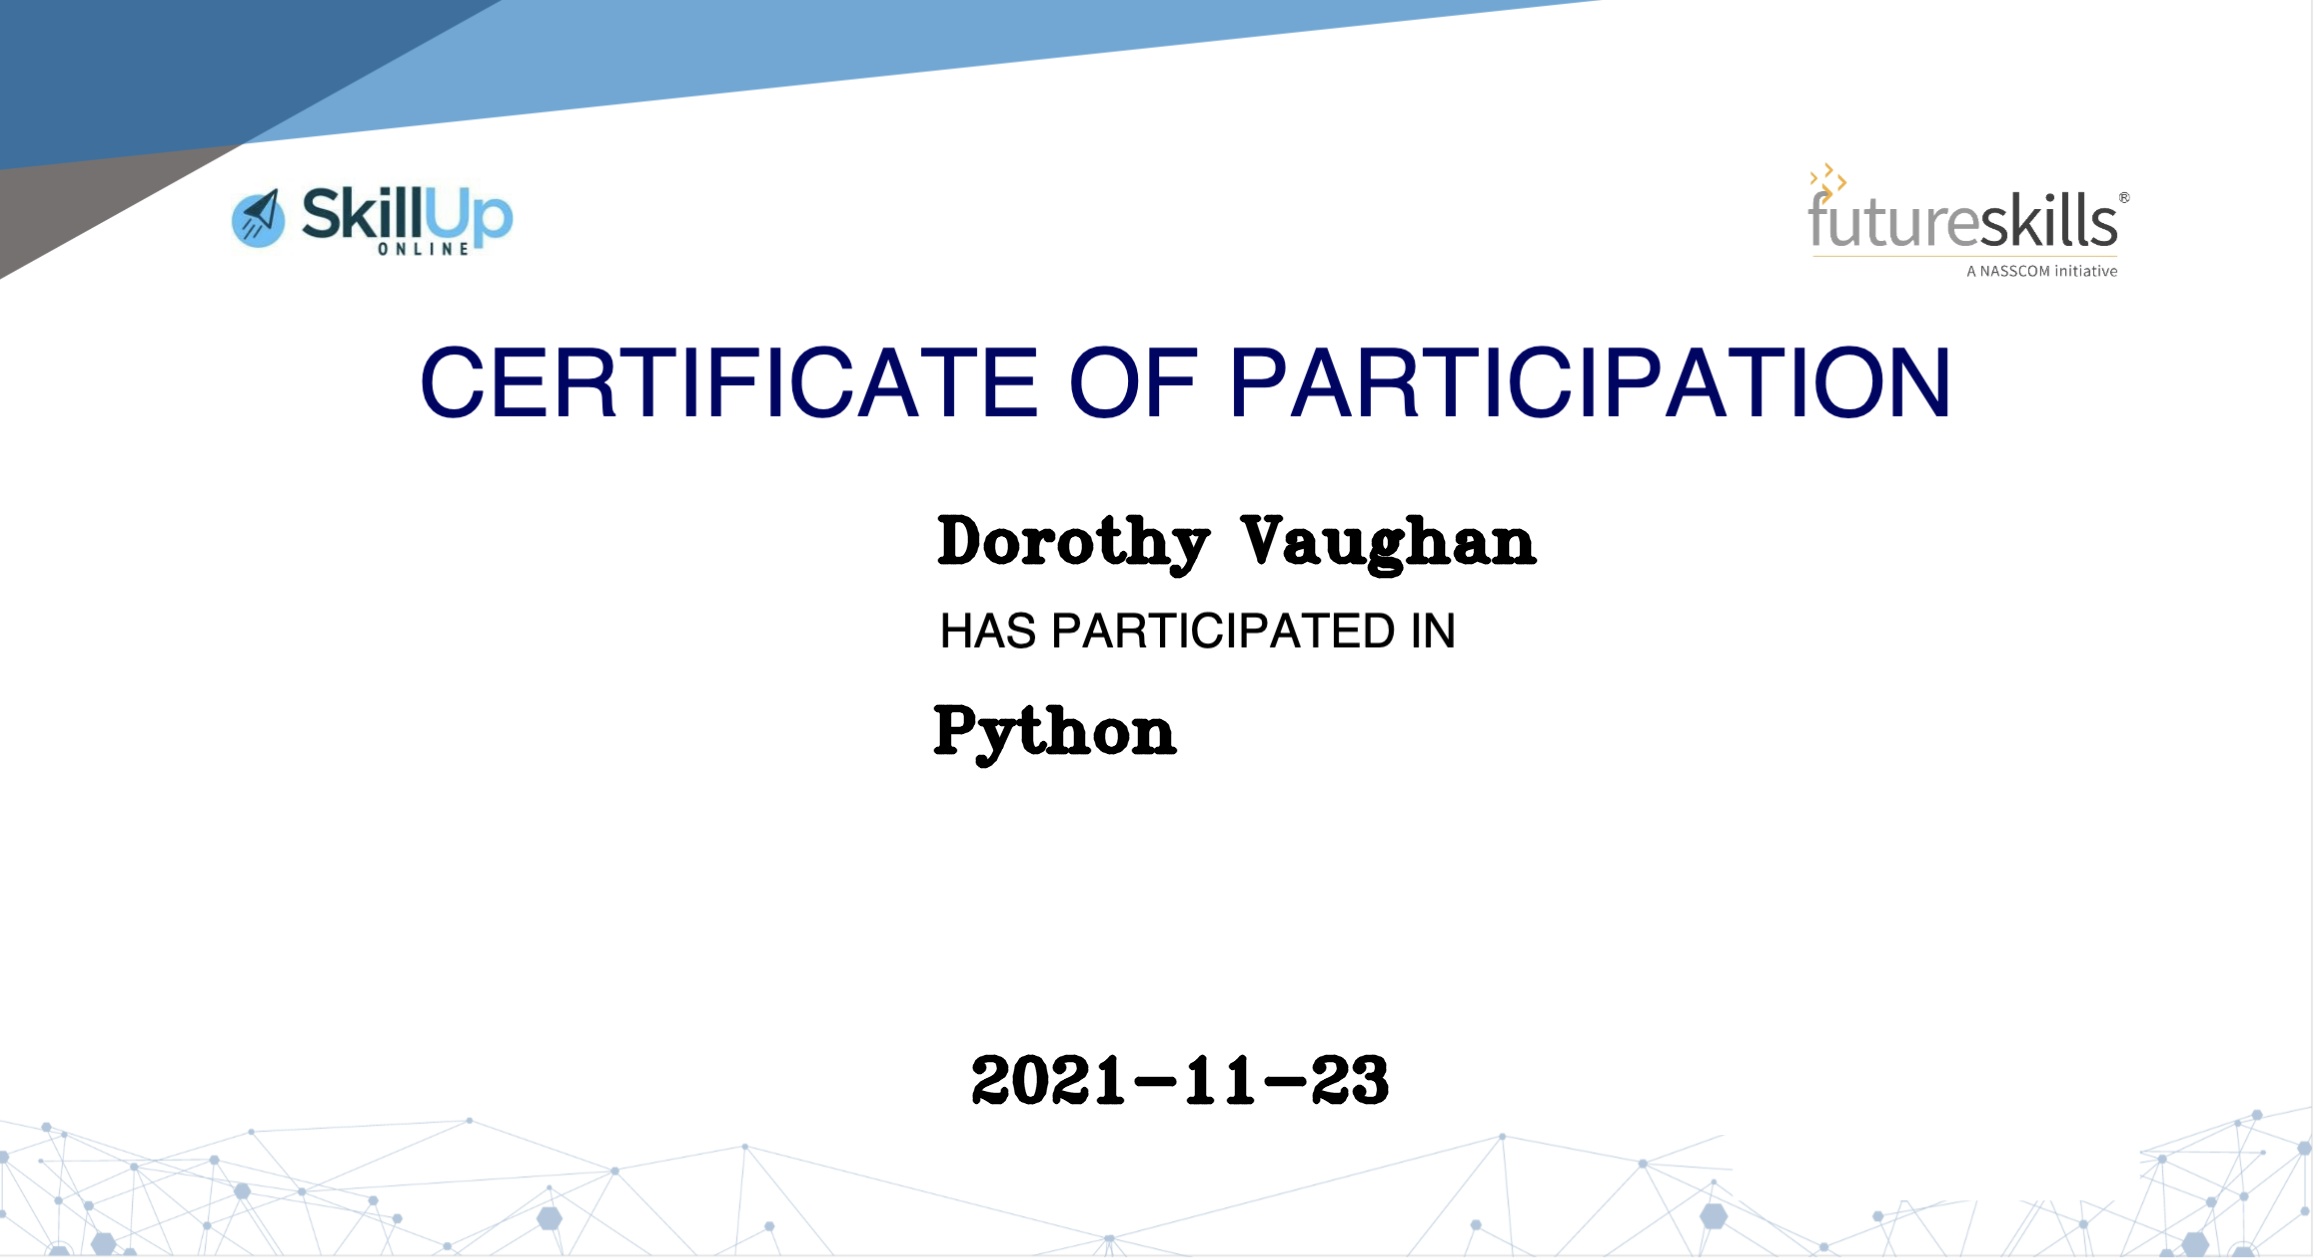 SkillUp
ONLINE
futureskills®
A NASSCOM initiative
CERTIFICATE OF PARTICIPATION
Dorothy Vaughan
HAS PARTICIPATED IN
Python
2021-11-23